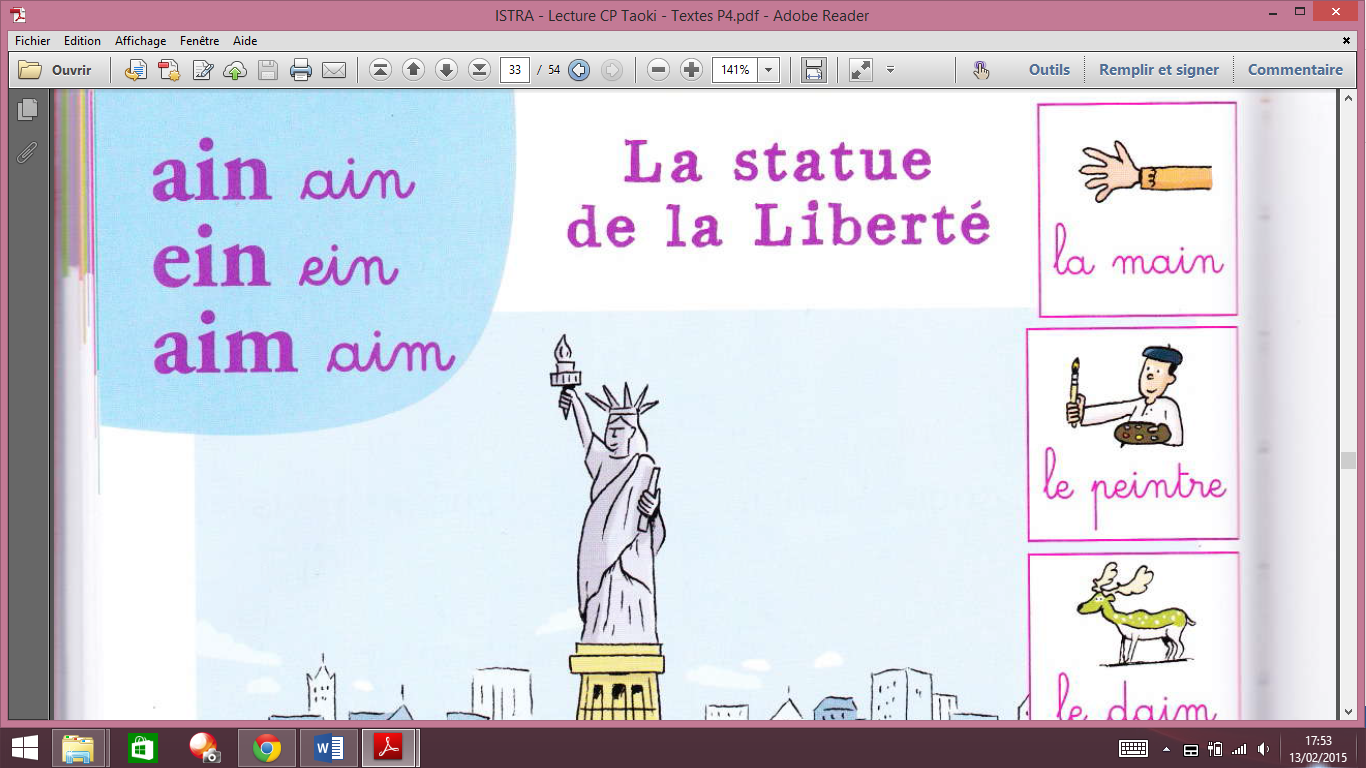 ISTRA - Lecture CP Taoki - Textes P4.pdf - Adobe Reader
Fichier Edition Affichage Fenêtre Aide
Ouvrir 33 / 54 141% Outils Remplir et signer Commentaire
ain ain
ein ein
aim aim
La statue
de la Liberté
la main
le peintre
le daim
17:53
13/02/2015